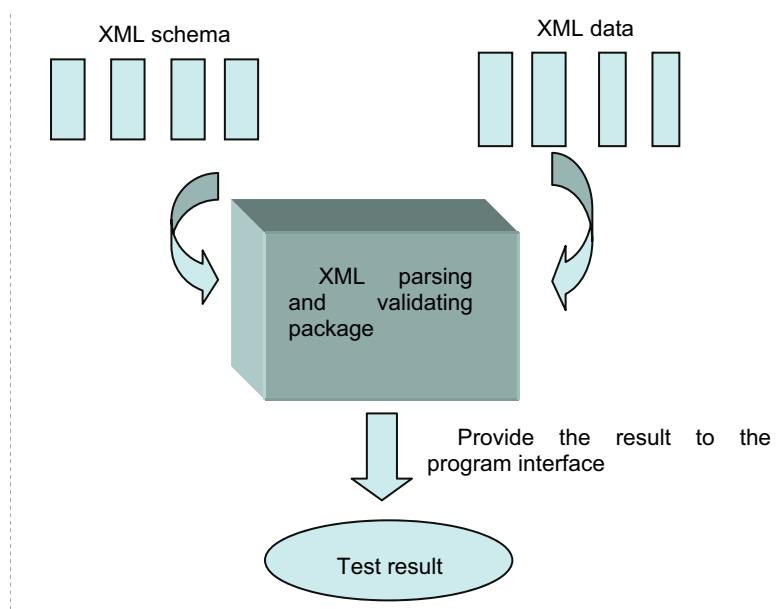 XML schema
XML data
XML parsing
and validating
package
Provide the result to the
program interface
Test result